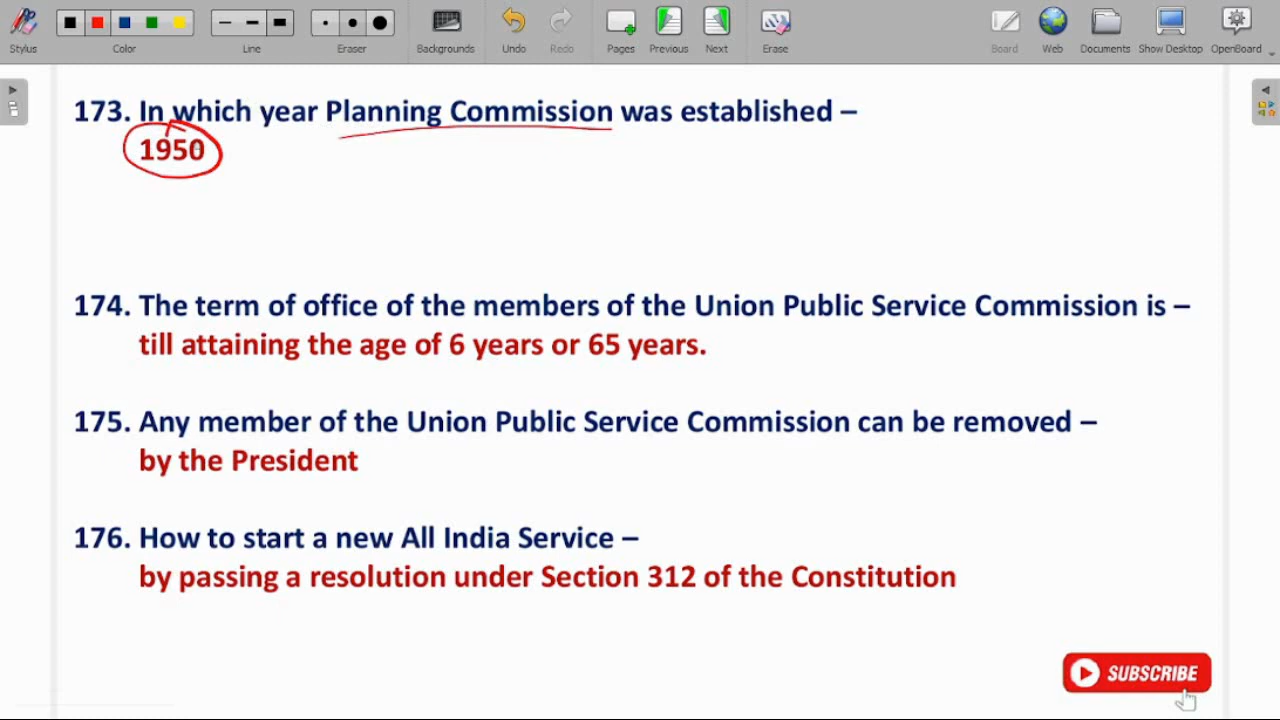 Stylus Color Line Eraser Backgrounds Undo Redo Pages Previous Next Erase Board Web Documents Show Desktop OpenBoard
173. In which year Planning Commission was established –
1950
174. The term of office of the members of the Union Public Service Commission is –
till attaining the age of 6 years or 65 years.
175. Any member of the Union Public Service Commission can be removed –
by the President
176. How to start a new All India Service –
by passing a resolution under Section 312 of the Constitution
SUBSCRIBE